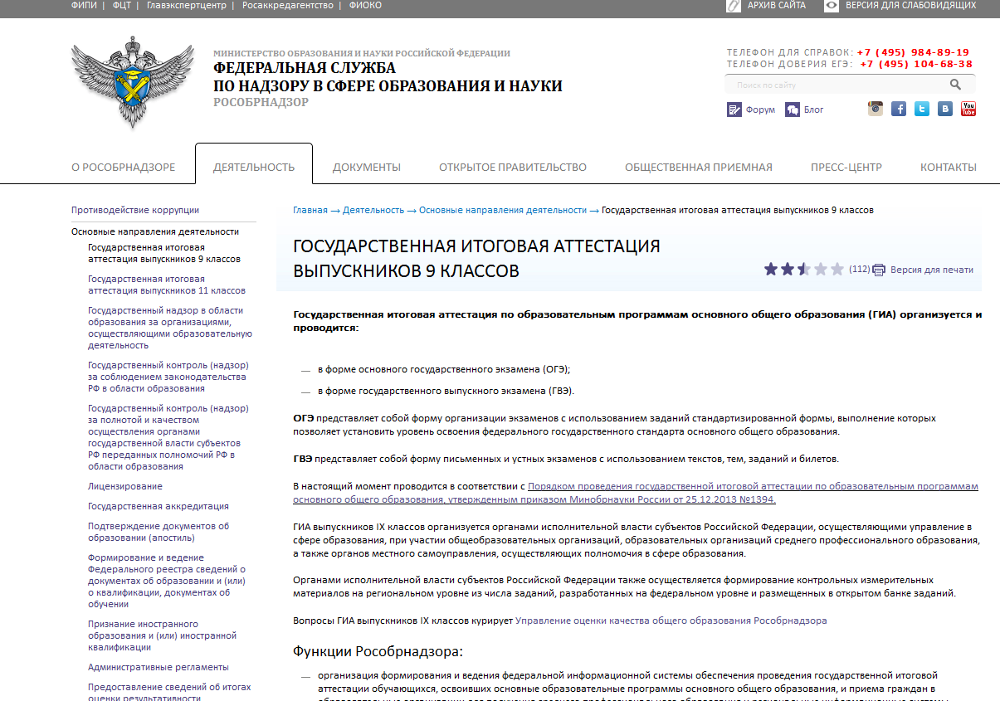 ФИПИ | ФЦТ | Главэкспертцентр | Росаккредагентство | ФИОКО
АРХИВ САЙТА ВЕРСИЯ ДЛЯ СЛАБОВИДЯЩИХ
МИНИСТЕРСТВО ОБРАЗОВАНИЯ И НАУКИ РОССИЙСКОЙ ФЕДЕРАЦИИ
ФЕДЕРАЛЬНАЯ СЛУЖБА
ПО НАДЗОРУ В СФЕРЕ ОБРАЗОВАНИЯ И НАУКИ
РОСОБРНАДЗОР
ТЕЛЕФОН ДЛЯ СПРАВОК: +7 (495) 984-89-19
ТЕЛЕФОН ДОВЕРИЯ ЕГЭ: +7 (495) 104-68-38
Поиск по сайту
Форум Блог
You
Tube
О РОСОБРНАДЗОРЕ ДЕЯТЕЛЬНОСТЬ ДОКУМЕНТЫ ОТКРЫТОЕ ПРАВИТЕЛЬСТВО ОБЩЕСТВЕННАЯ ПРИЕМНАЯ ПРЕСС-ЦЕНТР КОНТАКТЫ
Противодействие коррупции
Основные направления деятельности
Государственная итоговая
аттестация выпускников 9 классов
Государственная итоговая
аттестация выпускников 11 классов
Государственный надзор в области
образования за организациями,
осуществляющими образовательную
деятельность
Государственный контроль (надзор)
за соблюдением законодательства
РФ в области образования
Государственный контроль (надзор)
за полнотой и качеством
осуществления органами
государственной власти субъектов
РФ переданных полномочий РФ в
области образования
Лицензирование
Государственная аккредитация
Подтверждение документов об
образовании (апостиль)
Формирование и ведение
Федерального реестра сведений о
документах об образовании и (или)
о квалификации, документах об
обучении
Признание иностранного
образования и (или) иностранной
квалификации
Административные регламенты
Предоставление сведений об итогах
оценки результативности
Главная → Деятельность → Основные направления деятельности → Государственная итоговая аттестация выпускников 9 классов
ГОСУДАРСТВЕННАЯ ИТОГОВАЯ АТТЕСТАЦИЯ
ВЫПУСКНИКОВ 9 КЛАССОВ
(112) Версия для печати
Государственная итоговая аттестация по образовательным программам основного общего образования (ГИА) организуется и
проводится:
— в форме основного государственного экзамена (ОГЭ);
— в форме государственного выпускного экзамена (ГВЭ).
ОГЭ представляет собой форму организации экзаменов с использованием заданий стандартизированной формы, выполнение которых
позволяет установить уровень освоения федерального государственного стандарта основного общего образования.
ГВЭ представляет собой форму письменных и устных экзаменов с использованием текстов, тем, заданий и билетов.
В настоящий момент проводится в соответствии с Порядком проведения государственной итоговой аттестации по образовательным программам
основного общего образования, утвержденным приказом Минобрнауки России от 25.12.2013 №1394.
ГИА выпускников IX классов организуется органами исполнительной власти субъектов Российской Федерации, осуществляющими управление в
сфере образования, при участии общеобразовательных организаций, образовательных организаций среднего профессионального образования,
а также органов местного самоуправления, осуществляющих полномочия в сфере образования.
Органами исполнительной власти субъектов Российской Федерации также осуществляется формирование контрольных измерительных
материалов на региональном уровне из числа заданий, разработанных на федеральном уровне и размещенных в открытом банке заданий.
Вопросы ГИА выпускников IX классов курирует Управление оценки качества общего образования Рособрнадзора
Функции Рособрнадзора:
— организация формирования и ведения федеральной информационной системы обеспечения проведения государственной итоговой
аттестации обучающихся, освоивших основные образовательные программы основного общего образования, и приема граждан в